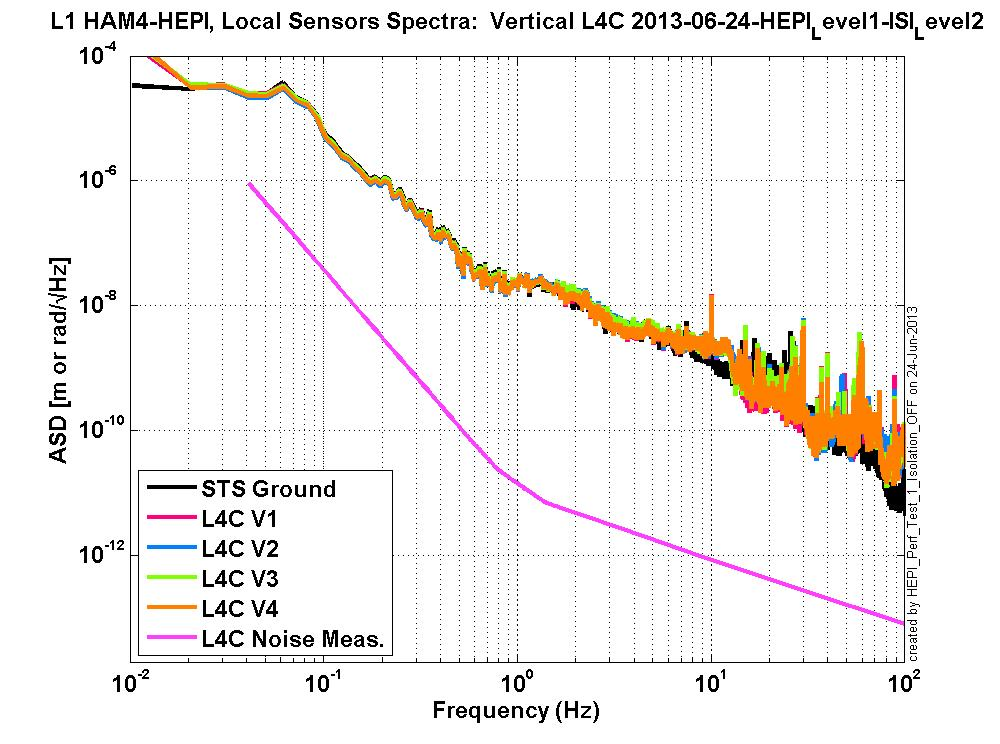 L1 HAM4-HEPI, Local Sensors Spectra:  Vertical L4C 2013-06-24-HEPI_Level1-ISI_Level2
10^-4
10^-6
10^-8
10^-10
10^-12
ASD [m or rad/√/Hz]
STS Ground
L4C V1
L4C V2
L4C V3
L4C V4
L4C Noise Meas.
10^-2
10^-1
10^0
10^1
10^2
Frequency (Hz)
created by HEPI_Perf_Test_1_Isolation_OFF on 24-Jun-2013